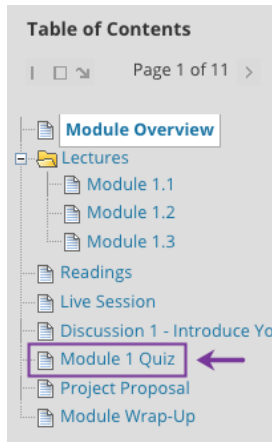 Table of Contents
Page 1 of 11 >
Module Overview
Lectures
Module 1.1
Module 1.2
Module 1.3
Readings
Live Session
Discussion 1 - Introduce Yo
Module 1 Quiz
Project Proposal
Module Wrap-Up